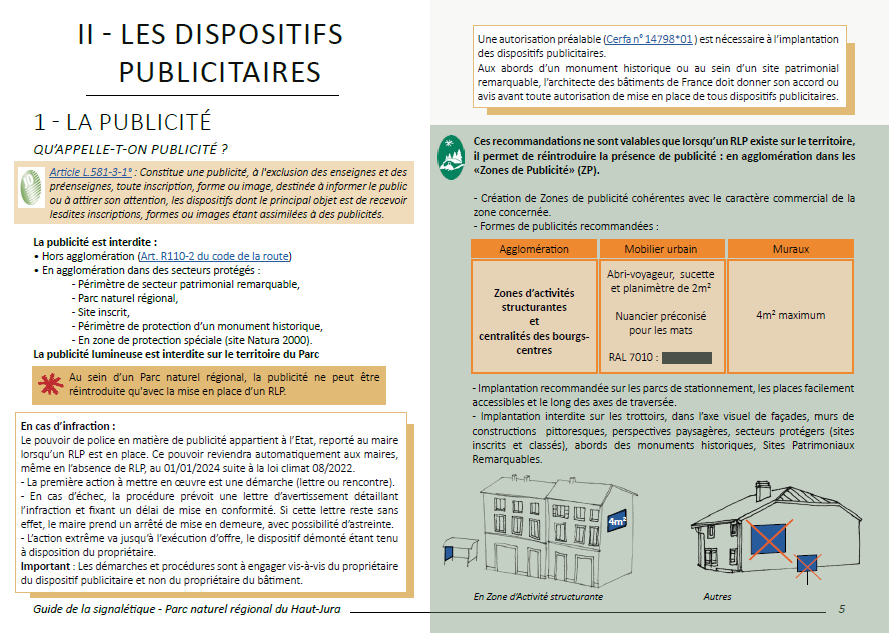 II - LES DISPOSITIFS
PUBLICITAIRES
1 - LA PUBLICITÉ
QU'APPELLE-T-ON PUBLICITÉ ?
Article L.581-3-1° : Constitue une publicité, à l'exclusion des enseignes et des
préenseignes, toute inscription, forme ou image, destinée à informer le public
ou à attirer son attention, les dispositifs dont le principal objet est de recevoir
lesdites inscriptions, formes ou images étant assimilées à des publicités.
La publicité est interdite :
• Hors agglomération (Art. R110-2 du code de la route)
• En agglomération dans des secteurs protégés :
- Périmètre de secteur patrimonial remarquable,
- Parc naturel régional,
- Site inscrit,
- Périmètre de protection d'un monument historique,
- En zone de protection spéciale (site Natura 2000).
La publicité lumineuse est interdite sur le territoire du Parc
Au sein d'un Parc naturel régional, la publicité ne peut être
réintroduite qu'avec la mise en place d'un RLP.
En cas d'infraction :
Le pouvoir de police en matière de publicité appartient à l'Etat, reporté au maire
lorsqu'un RLP est en place. Ce pouvoir reviendra automatiquement aux maires,
même en l'absence de RLP, au 01/01/2024 suite à la loi climat 08/2022.
- La première action à mettre en œuvre est une démarche (lettre ou rencontre).
- En cas d'échec, la procédure prévoit une lettre d'avertissement détaillant
l'infraction et fixant un délai de mise en conformité. Si cette lettre reste sans
effet, le maire prend un arrêté de mise en demeure, avec possibilité d'astreinte.
- L'action extrême va jusqu'à l'exécution d'offre, le dispositif démonté étant tenu
à disposition du propriétaire.
Important : Les démarches et procédures sont à engager vis-à-vis du propriétaire
du dispositif publicitaire et non du propriétaire du bâtiment.
Guide de la signalétique - Parc naturel régional du Haut-Jura
Une autorisation préalable (Cerfa n° 14798*01 ) est nécessaire à l'implantation
des dispositifs publicitaires.
Aux abords d'un monument historique ou au sein d'un site patrimonial
remarquable, l'architecte des bâtiments de France doit donner son accord ou
avis avant toute autorisation de mise en place de tous dispositifs publicitaires.
Ces recommandations ne sont valables que lorsqu'un RLP existe sur le territoire,
il permet de réintroduire la présence de publicité : en agglomération dans les
«Zones de Publicité» (ZP).
- Création de Zones de publicité cohérentes avec le caractère commercial de la
zone concernée.
- Formes de publicités recommandées :
Agglomération Mobilier urbain Muraux
Zones d'activités
structurantes
et
centralités des bourgs-
centres
Abri-voyageur, sucette
et planimètre de 2m²
Nuancier préconisé
pour les mats
RAL 7010 :
4m² maximum
- Implantation recommandée sur les parcs de stationnement, les places facilement
accessibles et le long des axes de traversée.
- Implantation interdite sur les trottoirs, dans l'axe visuel de façades, murs de
constructions pittoresques, perspectives paysagères, secteurs protégers (sites
inscrits et classés), abords des monuments historiques, Sites Patrimoniaux
Remarquables.
4m²
En Zone d'Activité structurante
Autres
5